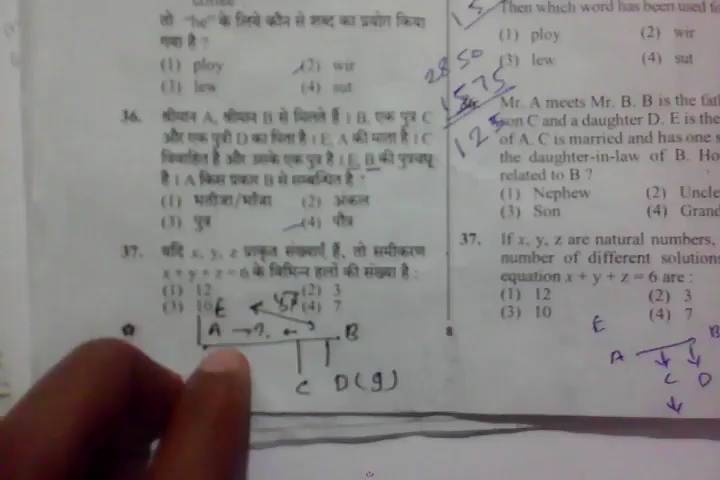 तो "he" के लिये कौन से शब्द का प्रयोग किया
गया है ?
(1) ploy (2) wir
(3) lew (4) sut
36. श्रीमान A, श्रीमान B से मिलते हैं । B, एक पुत्र C
और एक पुत्री D का पिता है । E, A की माता है । C
विवाहित है और उसके एक पुत्र है । E, B की पुत्रवधू
है । A किस प्रकार B से सम्बन्धित है ?
(1) भतीजा/भाँजा (2) अंकल
(3) पुत्र (4) पौत्र
37. यदि x, y, z प्राकृत संख्याएँ हैं, तो समीकरण
x + y + z = 6 के विभिन्न हलों की संख्या है :
(1) 12 (2) 3
(3) 10 (4) 7
E
A B
C D(g)
Then which word has been used fo
(1) ploy (2) wir
(3) lew (4) sut
2850
1575
125
Mr. A meets Mr. B. B is the fath
son C and a daughter D. E is the
of A. C is married and has one s
the daughter-in-law of B. Ho
related to B ?
(1) Nephew (2) Uncle
(3) Son (4) Grand
37. If x, y, z are natural numbers,
number of different solutions
equation x + y + z = 6 are :
(1) 12 (2) 3
(3) 10 (4) 7
8
E
A B
C D